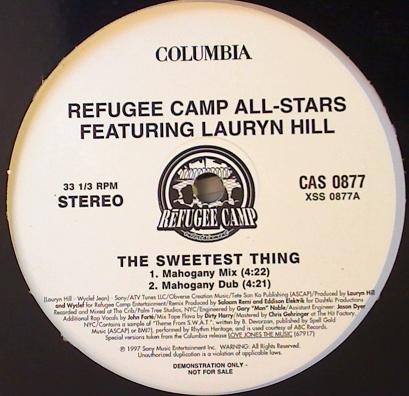 COLUMBIA
REFUGEE CAMP ALL-STARS
FEATURING LAURYN HILL
33 1/3 RPM
STEREO
REFUGEE CAMP
CAS 0877
XSS 0877A
THE SWEETEST THING
1. Mahogany Mix (4:22)
2. Mahogany Dub (4:21)
(Lauryn Hill - Wyclef Jean) - Sony/ATV Tunes LLC/Obverse Creation Music/Tete San Ko Publishing (ASCAP)/Produced by Lauryn Hill
and Wyclef for Refugee Camp Entertainment/Remix Produced by Salaam Remi and Eddison Elektrik for Dashitki Productions
Recorded and Mixed at The Crib/Palm Tree Studios, NYC/Engineered by Gary "Mon" Noble/Assistant Engineer: Jason Dyer
Additional Rap Vocals by John Forté/Mix Tape Flava by Dirty Harry/Mastered by Chris Gehringer at The Hit Factory,
NYC/Contains a sample of "Theme From S.W.A.T.", written by B. Devorzon, published by Spell Gold
Music (ASCAP) or BMI?), performed by Rhythm Heritage, and is used courtesy of ABC Records.
Special versions taken from the Columbia release LOVE JONES THE MUSIC (67917)
℗ 1997 Sony Music Entertainment Inc. WARNING: All Rights Reserved.
Unauthorized duplication is a violation of applicable laws.
DEMONSTRATION ONLY -
NOT FOR SALE